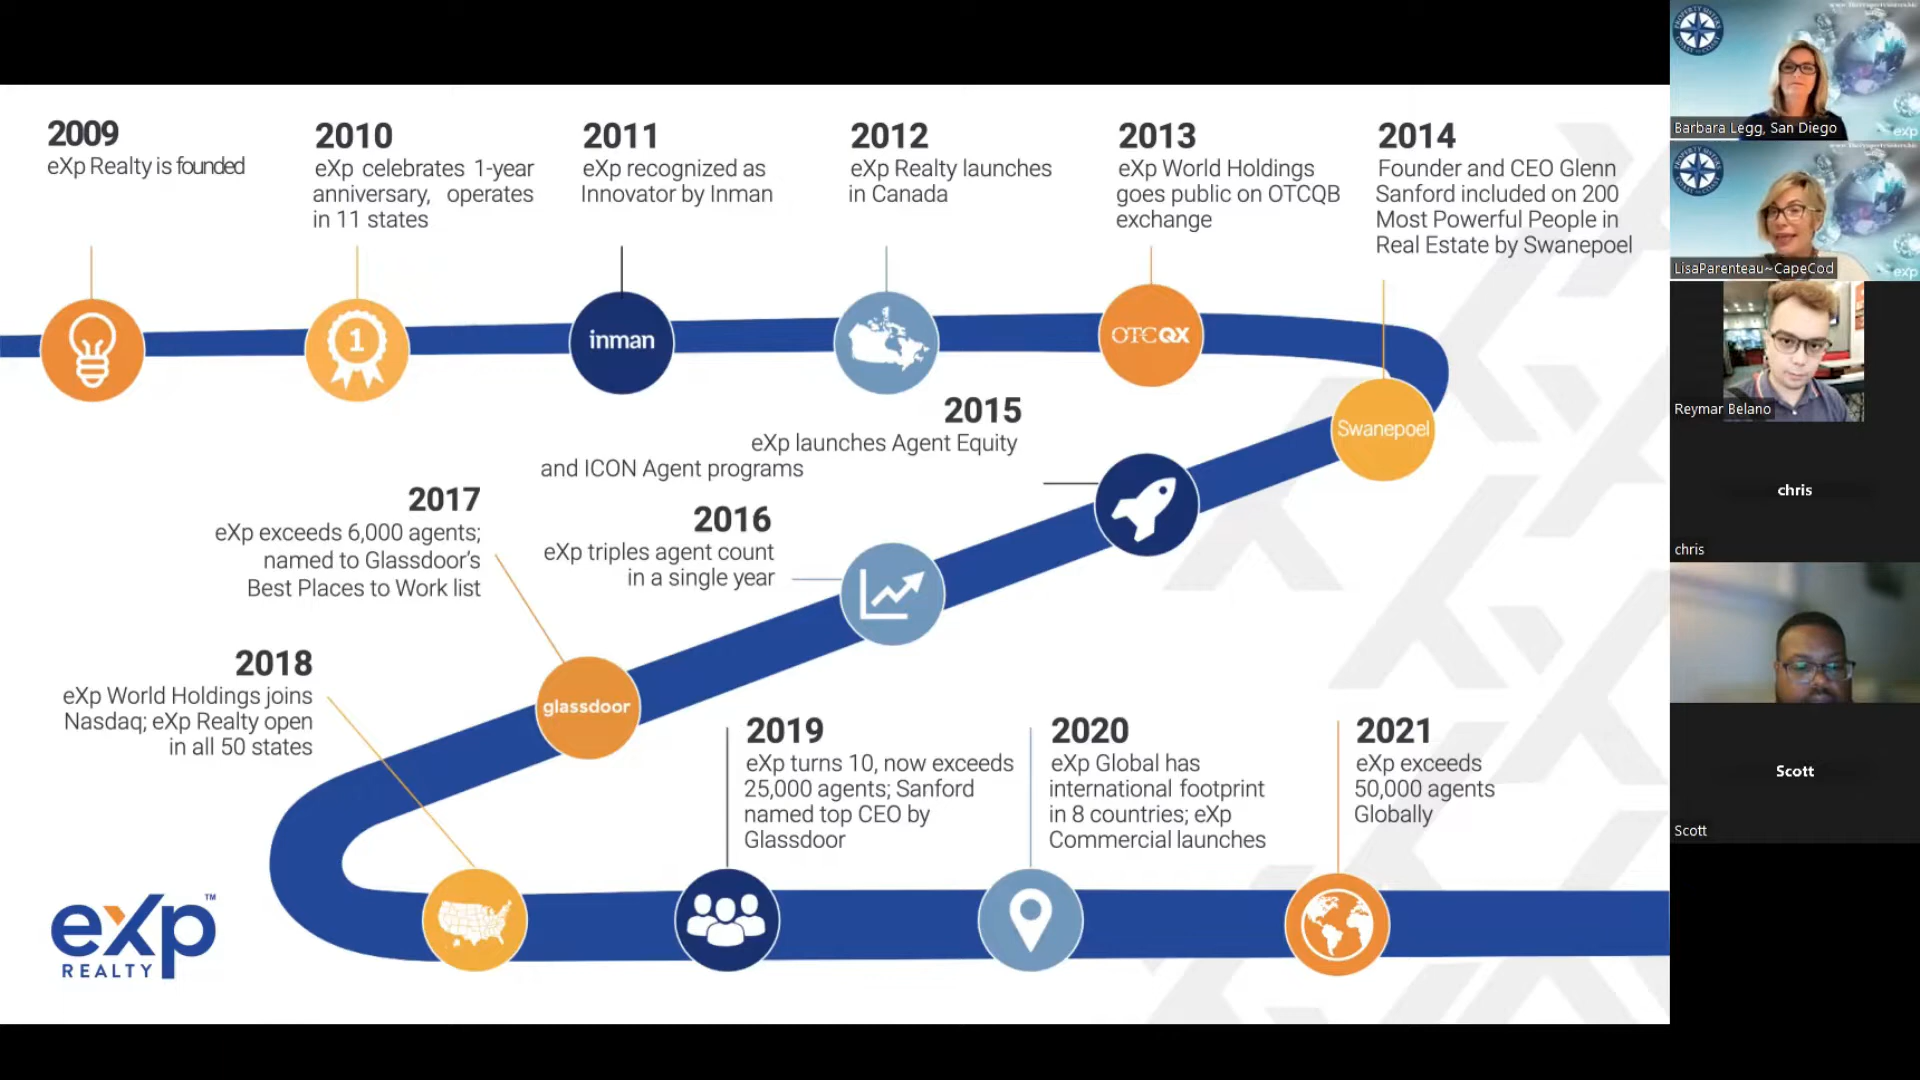 2009
eXp Realty is founded
2010
eXp celebrates 1-year
anniversary, operates
in 11 states
2011
eXp recognized as
Innovator by Inman
2012
eXp Realty launches
in Canada
2013
eXp World Holdings
goes public on OTCQB
exchange
2014
Founder and CEO Glenn
Sanford included on 200
Most Powerful People in
Real Estate by Swanepoel
1
inman
OTCQX
Swanepoel
2015
eXp launches Agent Equity
and ICON Agent programs
2016
eXp triples agent count
in a single year
2017
eXp exceeds 6,000 agents;
named to Glassdoor's
Best Places to Work list
glassdoor
2018
eXp World Holdings joins
Nasdaq; eXp Realty open
in all 50 states
2019
eXp turns 10, now exceeds
25,000 agents; Sanford
named top CEO by
Glassdoor
2020
eXp Global has
international footprint
in 8 countries; eXp
Commercial launches
2021
eXp exceeds
50,000 agents
Globally
eXp™
REALTY
Barbara Legg, San Diego
exp
LisaParenteau~CapeCod
exp
Reymar Belano
chris
chris
Scott
Scott